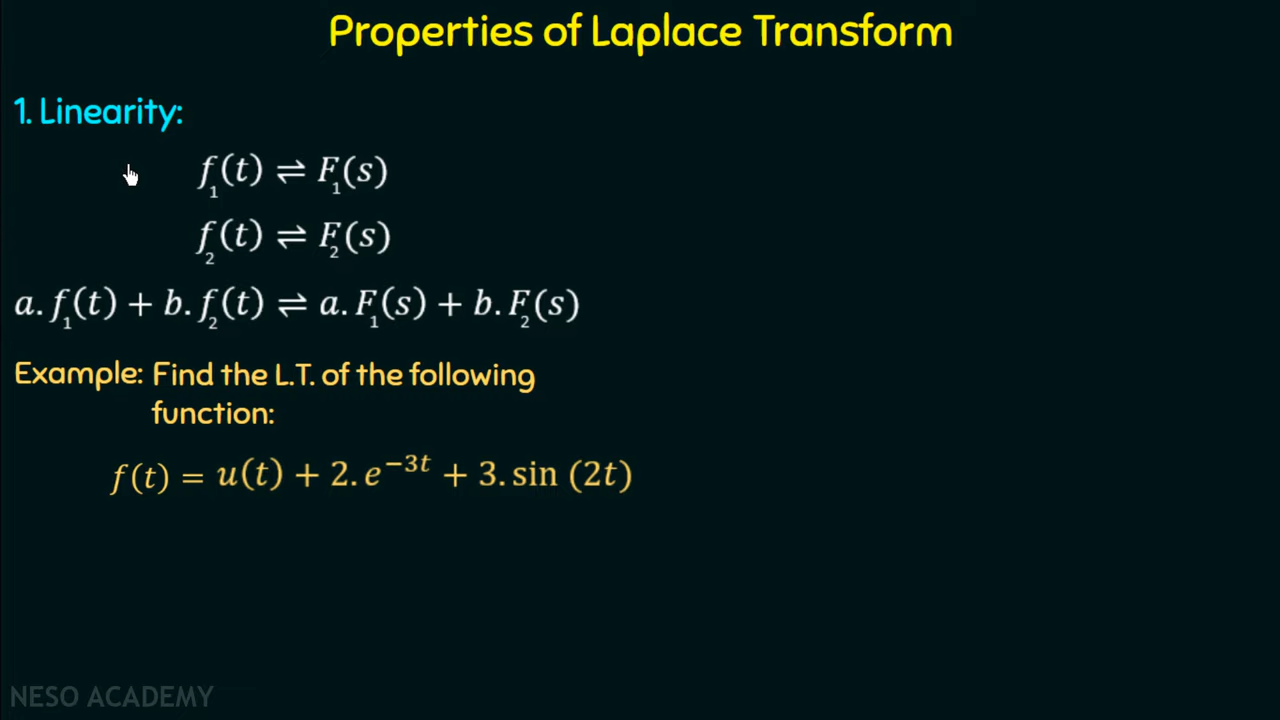 Properties of Laplace Transform
1. Linearity:
f₁(t) ⇌ F₁(s)
f₂(t) ⇌ F₂(s)
a. f₁(t) + b. f₂(t) ⇌ a. F₁(s) + b. F₂(s)
Example: Find the L.T. of the following
function:
f(t) = u(t) + 2. e⁻³ᵗ + 3. sin (2t)
NESO ACADEMY